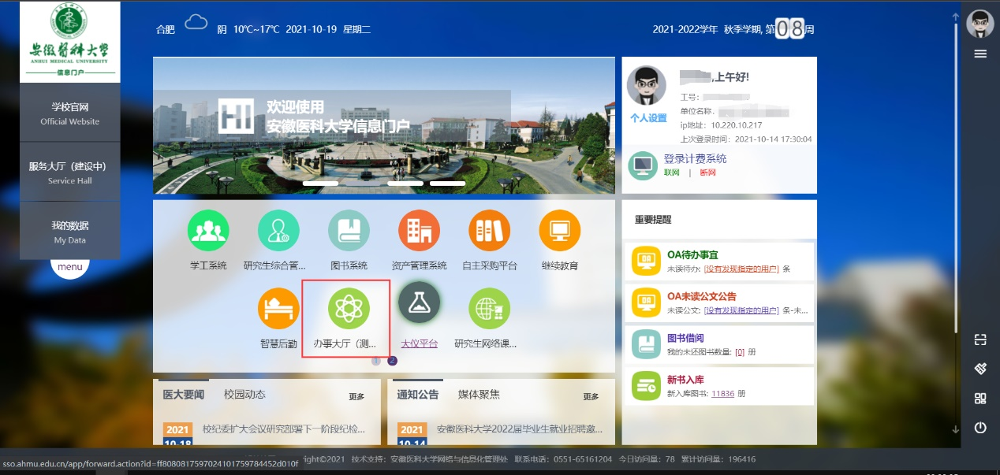 安徽医科大学
ANHUI MEDICAL UNIVERSITY
信息门户
学校官网
Official Website
服务大厅（建设中）
Service Hall
我的数据
My Data
menu
合肥 阴 10℃~17℃ 2021-10-19 星期二
2021-2022学年 秋季学期, 第08周
欢迎使用
安徽医科大学信息门户
,上午好!
工号：
单位名称.
ip地址：10.220.10.217
上次登录时间：2021-10-14 17:30:04
个人设置
登录计费系统
联网 | 断网
学工系统
研究生综合管...
图书系统
资产管理系统
自主采购平台
继续教育
智慧后勤
办事大厅（测...
大仪平台
研究生网络课...
1 2
重要提醒
OA待办事宜
未读待办: [没有发现指定的用户] 条
OA未读公文公告
未读公文: [没有发现指定的用户] 条-未...
图书借阅
我的未还图书数量: [0] 册
新书入库
新入库图书: 11836 册
医大要闻 校园动态 更多
2021
10-18
校纪委扩大会议研究部署下一阶段纪检...
通知公告 媒体聚焦 更多
2021
10-14
安徽医科大学2022届毕业生就业招聘邀...
right©2021 技术支持：安徽医科大学网络与信息化管理处 联系电话：0551-65161204 今日访问量：78 累计访问量：196416
sso.ahmu.edu.cn/app/forward.action?id=ff8080817597024101759784452d010f